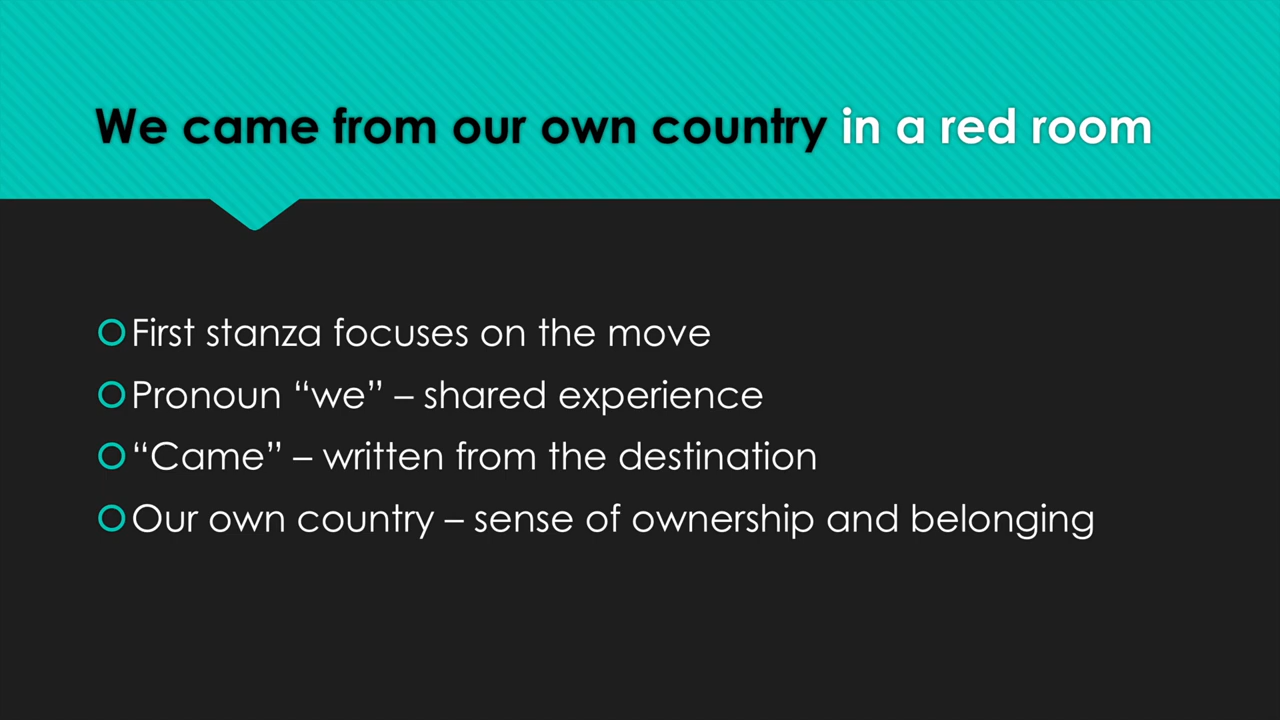 We came from our own country in a red room
First stanza focuses on the move
Pronoun “we” – shared experience
“Came” – written from the destination
Our own country – sense of ownership and belonging